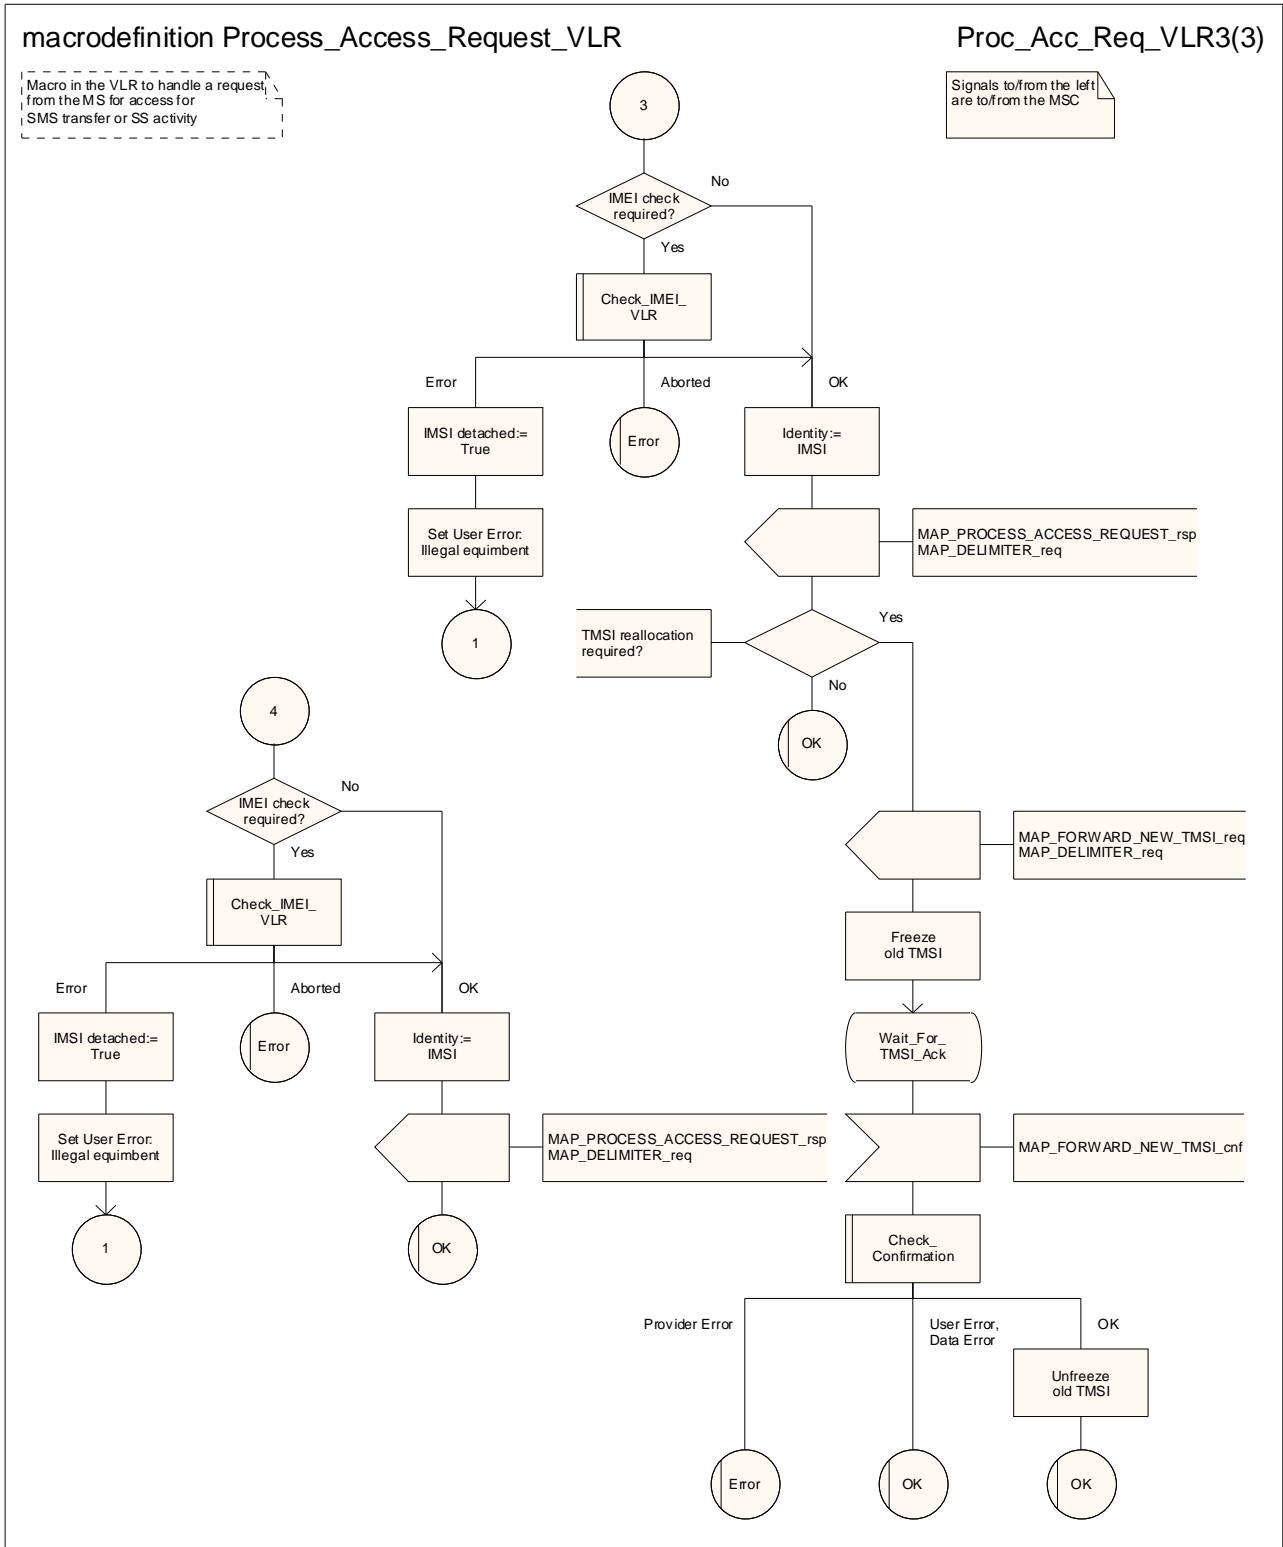 macrodefinition Process_Access_Request_VLR
Proc_Acc_Req_VLR3(3)
Macro in the VLR to handle a request
from the MS for access for
SMS transfer or SS activity
Signals to/from the left
are to/from the MSC
3
IMEI check
required?
No
Yes
Check_IMEI_
VLR
Error
Aborted
OK
IMSI detached:=
True
Error
Identity:=
IMSI
Set User Error:
Illegal equimbent
MAP_PROCESS_ACCESS_REQUEST_rsp
MAP_DELIMITER_req
1
TMSI reallocation
required?
Yes
No
OK
4
IMEI check
required?
No
Yes
Check_IMEI_
VLR
Error
Aborted
OK
IMSI detached:=
True
Error
Identity:=
IMSI
Set User Error:
Illegal equimbent
MAP_PROCESS_ACCESS_REQUEST_rsp
MAP_DELIMITER_req
1
OK
MAP_FORWARD_NEW_TMSI_req
MAP_DELIMITER_req
Freeze
old TMSI
Wait_For_
TMSI_Ack
MAP_FORWARD_NEW_TMSI_cnf
Check_
Confirmation
Provider Error
User Error,
Data Error
OK
Unfreeze
old TMSI
Error
OK
OK